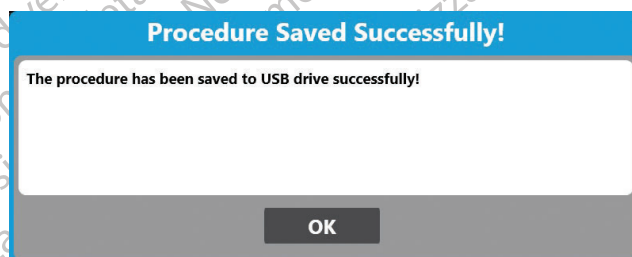 Procedure Saved Successfully!
The procedure has been saved to USB drive successfully!
OK